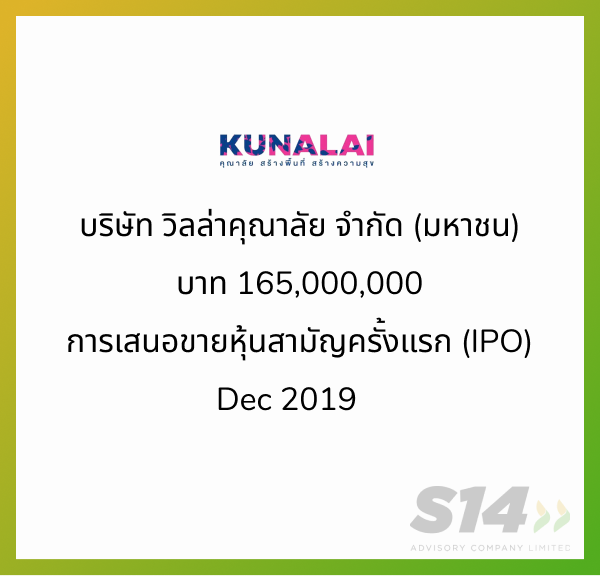 KUNALAI
คุณาลัย สร้างพื้นที่ สร้างความสุข
บริษัท วิลล่าคุณาลัย จำกัด (มหาชน)
บาท 165,000,000
การเสนอขายหุ้นสามัญครั้งแรก (IPO)
Dec 2019
S14
ADVISORY COMPANY LIMITED